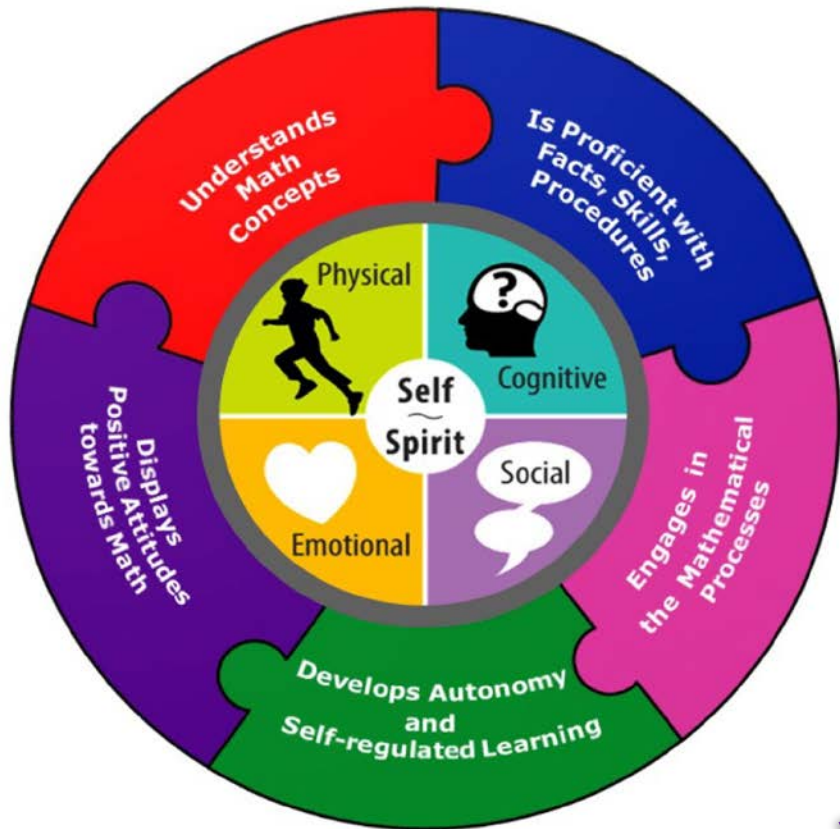 Understands
Math
Concepts
Is Proficient with
Facts, Skills,
Procedures
Engages in
the Mathematical
Processes
Develops Autonomy
and
Self-regulated Learning
Displays
Positive Attitudes
towards Math
Physical
?
Cognitive
Self
~
Spirit
Emotional
Social